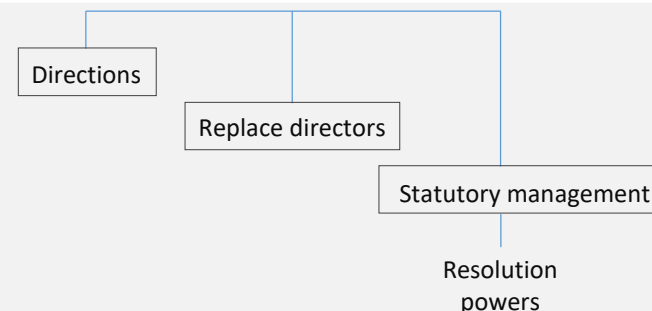 Directions
Replace directors
Statutory management
Resolution
powers